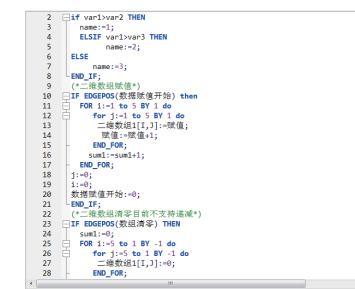 2 if var1>var2 THEN
3 name:=1;
4 ELSIF var1>var3 THEN
5 name:=2;
6 ELSE
7 name:=3;
8 END_IF;
9 (*二维数组赋值*)
10 IF EDGEPOS(数据赋值开始) then
11 FOR i:=1 to 5 BY 1 do
12 for j:=1 to 5 BY 1 do
13 二维数组1[I,J]:=赋值;
14 赋值:=赋值+1;
15 END_FOR;
16 sum1:=sum1+1;
17 END_FOR;
18 j:=0;
19 i:=0;
20 数据赋值开始:=0;
21 END_IF;
22 (*二维数组清零目前不支持递减*)
23 IF EDGEPOS(数组清零) THEN
24 sum1:=0;
25 FOR i:=5 to 1 BY -1 do
26 for j:=5 to 1 BY -1 do
27 二维数组1[I,J]:=0;
28 END_FOR;